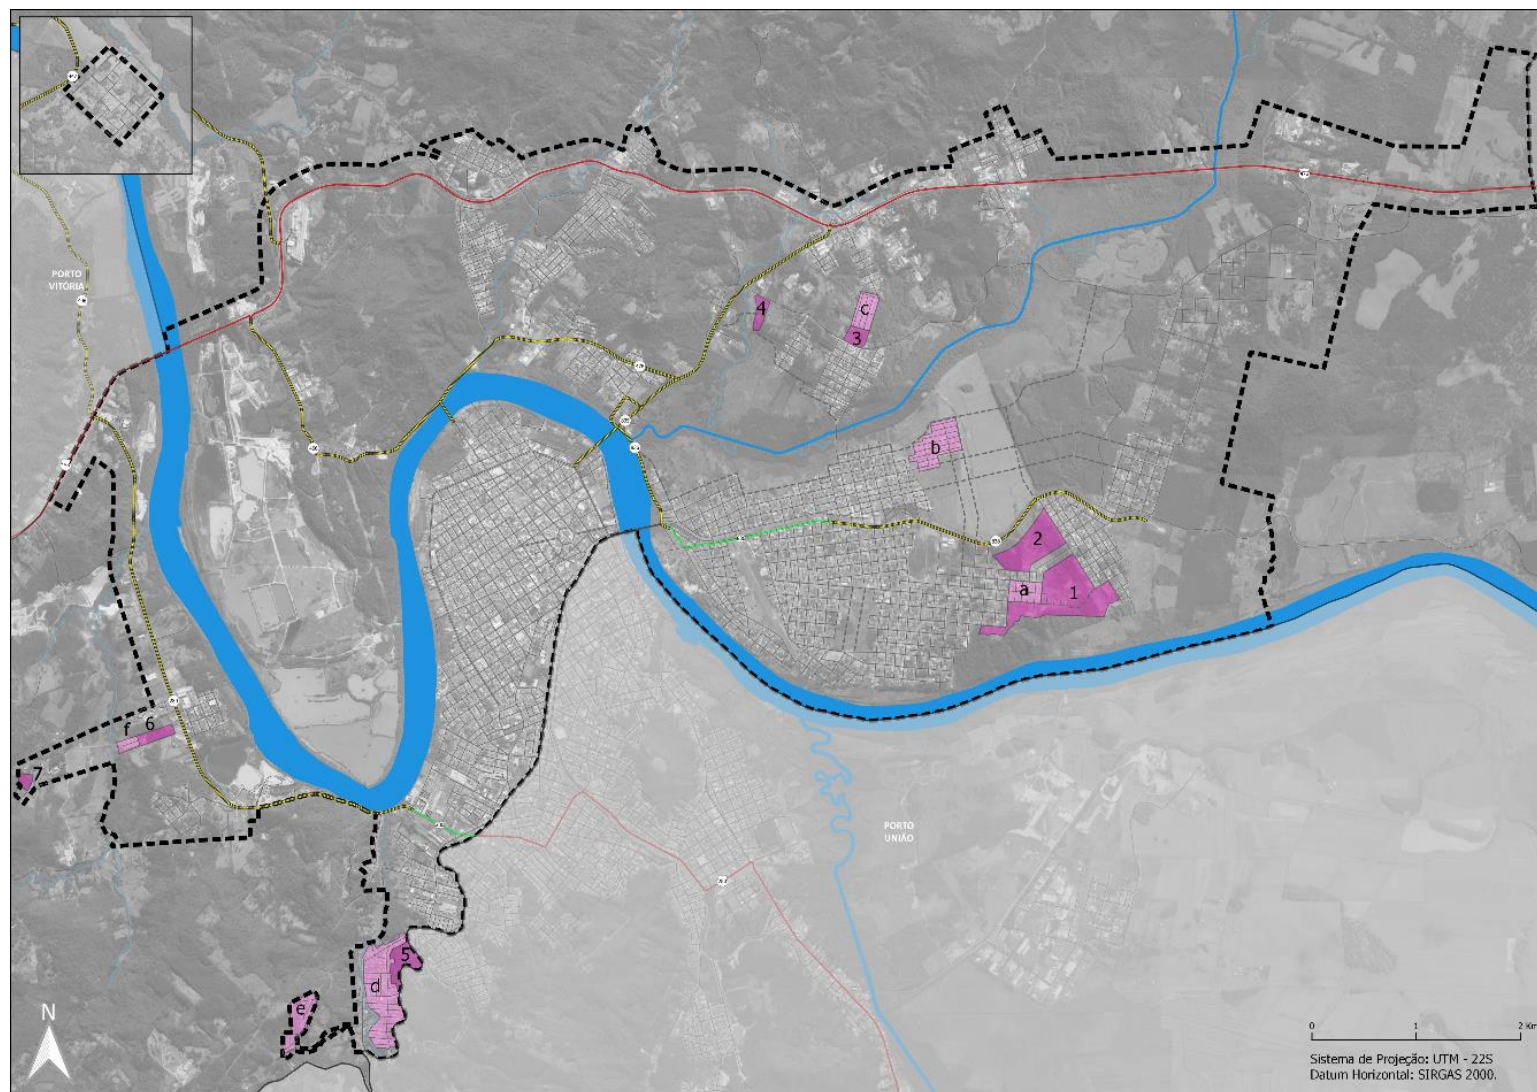 PORTO
VITÓRIA
4
c
3
b
2
a
1
f
6
7
PORTO
UNIÃO
5
d
e
N
0 1 2 Km
Sistema de Projeção: UTM - 22S
Datum Horizontal: SIRGAS 2000.